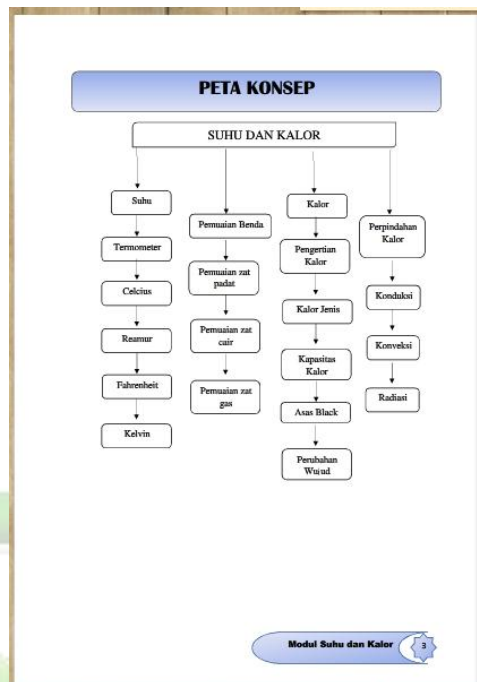 PETA KONSEP
SUHU DAN KALOR
Suhu
Termometer
Celcius
Reamur
Fahrenheit
Kelvin
Pemuaian Benda
Pemuaian zat
padat
Pemuaian zat
cair
Pemuaian zat
gas
Kalor
Pengertian
Kalor
Kalor Jenis
Kapasitas
Kalor
Asas Black
Perubahan
Wujud
Perpindahan
Kalor
Konduksi
Konveksi
Radiasi
Modul Suhu dan Kalor
3